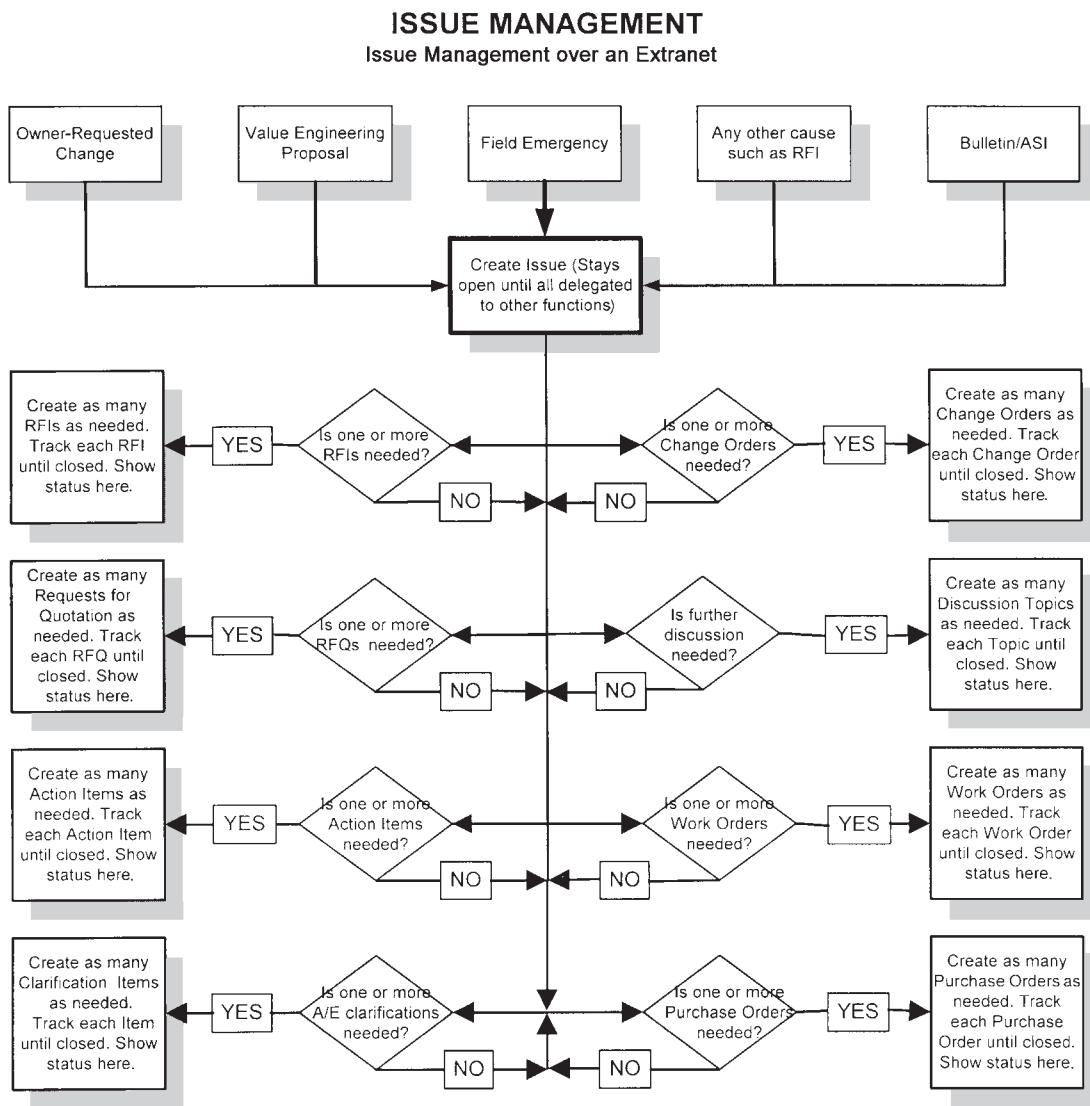 ISSUE MANAGEMENT
Issue Management over an Extranet
Owner-Requested
Change
Value Engineering
Proposal
Field Emergency
Any other cause
such as RFI
Bulletin/ASI
Create Issue (Stays
open until all delegated
to other functions)
Create as many
RFIs as needed.
Track each RFI
until closed. Show
status here.
YES
Is one or more
RFIs needed?
NO
Is one or more
Change Orders
needed?
NO
YES
Create as many
Change Orders as
needed. Track
each Change Order
until closed. Show
status here.
Create as many
Requests for
Quotation as
needed. Track
each RFQ until
closed. Show
status here.
YES
Is one or more
RFQs needed?
NO
Is further
discussion
needed?
NO
YES
Create as many
Discussion Topics
as needed. Track
each Topic until
closed. Show
status here.
Create as many
Action Items as
needed. Track
each Action Item
until closed. Show
status here.
YES
Is one or more
Action Items
needed?
NO
Is one or more
Work Orders
needed?
NO
YES
Create as many
Work Orders as
needed. Track
each Work Order
until closed. Show
status here.
Create as many
Clarification Items
as needed.
Track each Item
until closed. Show
status here.
YES
Is one or more
A/E clarifications
needed?
NO
Is one or more
Purchase Orders
needed?
NO
YES
Create as many
Purchase Orders as
needed. Track
each Purchase
Order until closed.
Show status here.